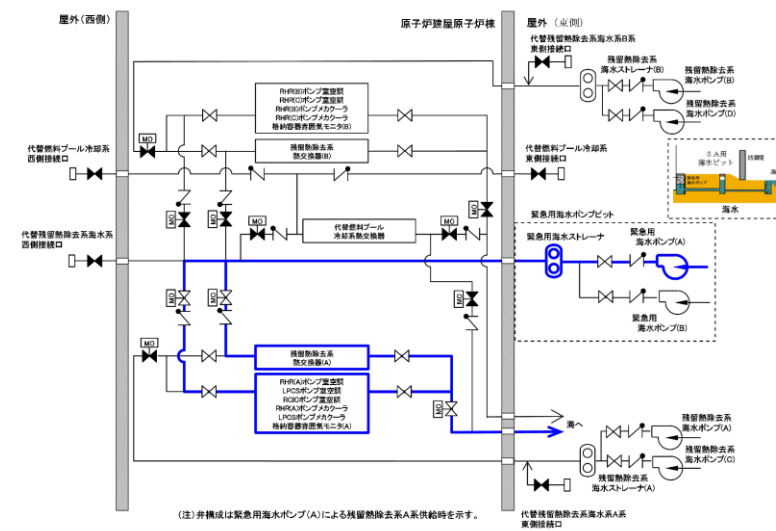 屋外(西側)
原子炉建屋原子炉棟
屋外(東側)
代替残留熱除去系海水系B系
東側接続口
残留熱除去系
海水ストレーナ(B)
残留熱除去系
海水ポンプ(B)
残留熱除去系
海水ポンプ(D)
RHR(B)ポンプ室空調
RHR(C)ポンプ室空調
RHR(B)ポンプメカクーラ
RHR(C)ポンプメカクーラ
格納容器雰囲気モニタ(B)
MO
残留熱除去系
熱交換器(B)
代替燃料プール冷却系
西側接続口
代替燃料プール冷却系
東側接続口
SA用
海水ピット
防潮堤
緊急用
海水ポンプ
海
海水
MO
MO
MO
MO
MO
代替燃料プール
冷却系熱交換器
代替残留熱除去系海水系
西側接続口
緊急用海水ポンプピット
緊急用海水ストレーナ
緊急用
海水ポンプ(A)
緊急用
海水ポンプ(B)
MO
MO
MO
MO
残留熱除去系
熱交換器(A)
RHR(A)ポンプ室空調
LPCSポンプ室空調
RCICポンプ室空調
RHR(A)ポンプメカクーラ
LPCSポンプメカクーラ
格納容器雰囲気モニタ(A)
MO
海へ
残留熱除去系
海水ポンプ(A)
残留熱除去系
海水ポンプ(C)
残留熱除去系
海水ストレーナ(A)
代替残留熱除去系海水系A系
東側接続口
(注)弁構成は緊急用海水ポンプ(A)による残留熱除去系A系供給時を示す。